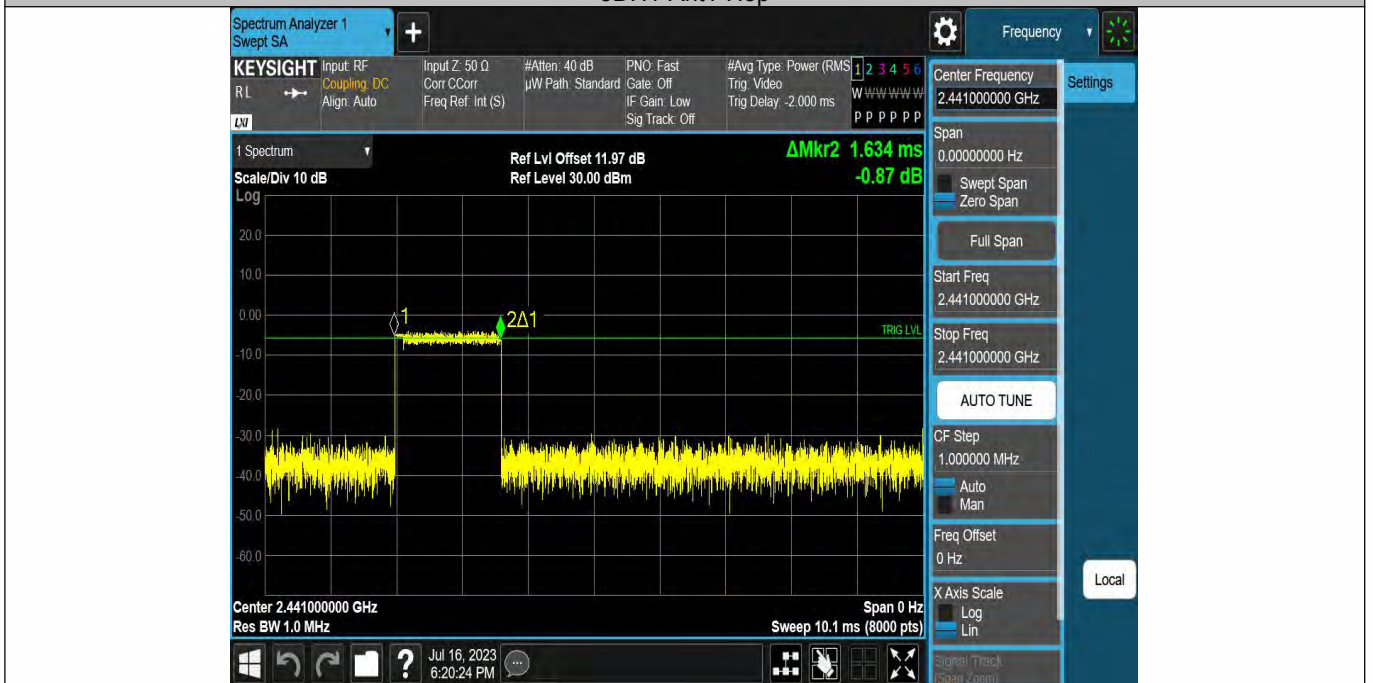 Spectrum Analyzer 1
Swept SA
+
Frequency
KEYSIGHT
RL
LXI
Input: RF
Coupling: DC
Align: Auto
Input Z: 50 Ω
Corr CCorr
Freq Ref: Int (S)
#Atten: 40 dB
µW Path: Standard
PNO: Fast
Gate: Off
IF Gain: Low
Sig Track: Off
#Avg Type: Power (RMS
Trig: Video
Trig Delay: -2.000 ms
1 2 3 4 5 6
W W W W W W
P P P P P P
Center Frequency
2.441000000 GHz
Settings
1 Spectrum
Scale/Div 10 dB
Ref Lvl Offset 11.97 dB
Ref Level 30.00 dBm
ΔMkr2 1.634 ms
-0.87 dB
Log
20.0
10.0
0.00
-10.0
-20.0
-30.0
-40.0
-50.0
-60.0
1
2Δ1
TRIG LVL
Center 2.441000000 GHz
Res BW 1.0 MHz
Span 0 Hz
Sweep 10.1 ms (8000 pts)
Span
0.00000000 Hz
Swept Span
Zero Span
Full Span
Start Freq
2.441000000 GHz
Stop Freq
2.441000000 GHz
AUTO TUNE
CF Step
1.000000 MHz
Auto
Man
Freq Offset
0 Hz
X Axis Scale
Log
Lin
Signal Track
(Span Zoom)
Local
?
Jul 16, 2023
6:20:24 PM